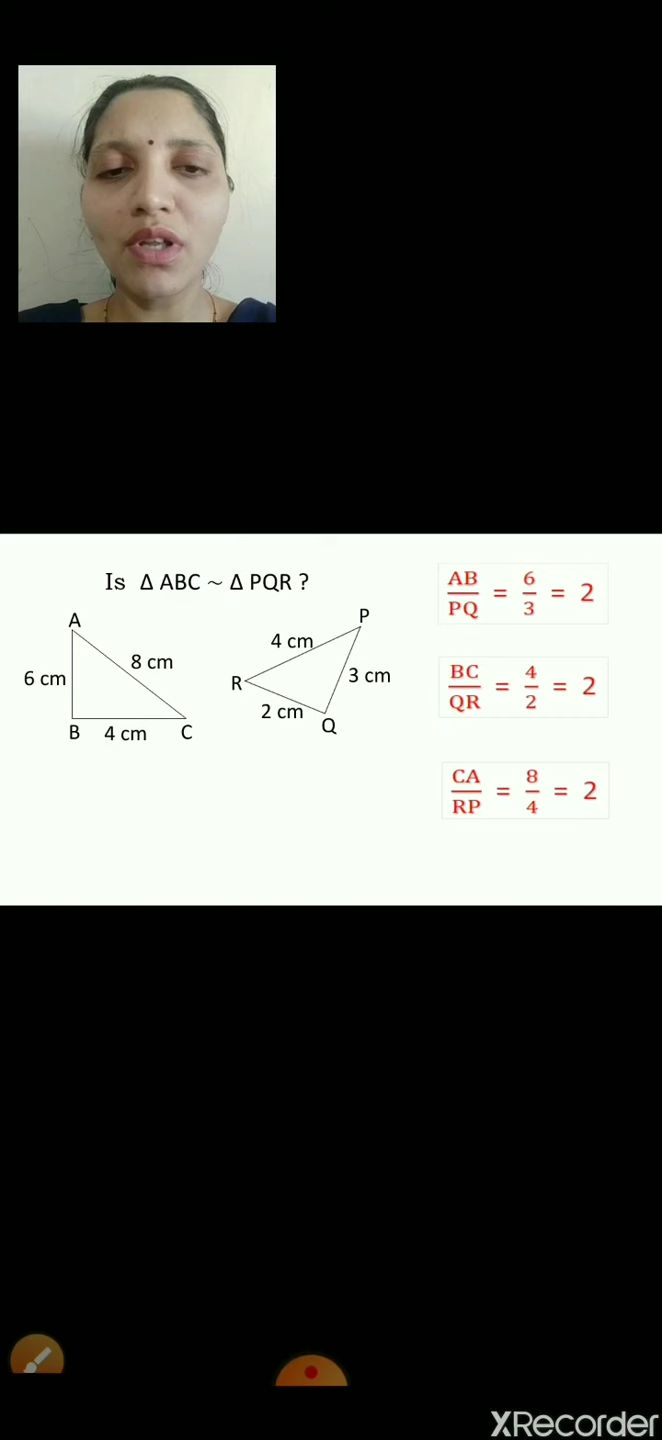 Is Δ ABC ~ Δ PQR ?
A
6 cm
8 cm
B
4 cm
C
P
4 cm
R
3 cm
2 cm
Q
AB/PQ = 6/3 = 2
BC/QR = 4/2 = 2
CA/RP = 8/4 = 2
XRecorder